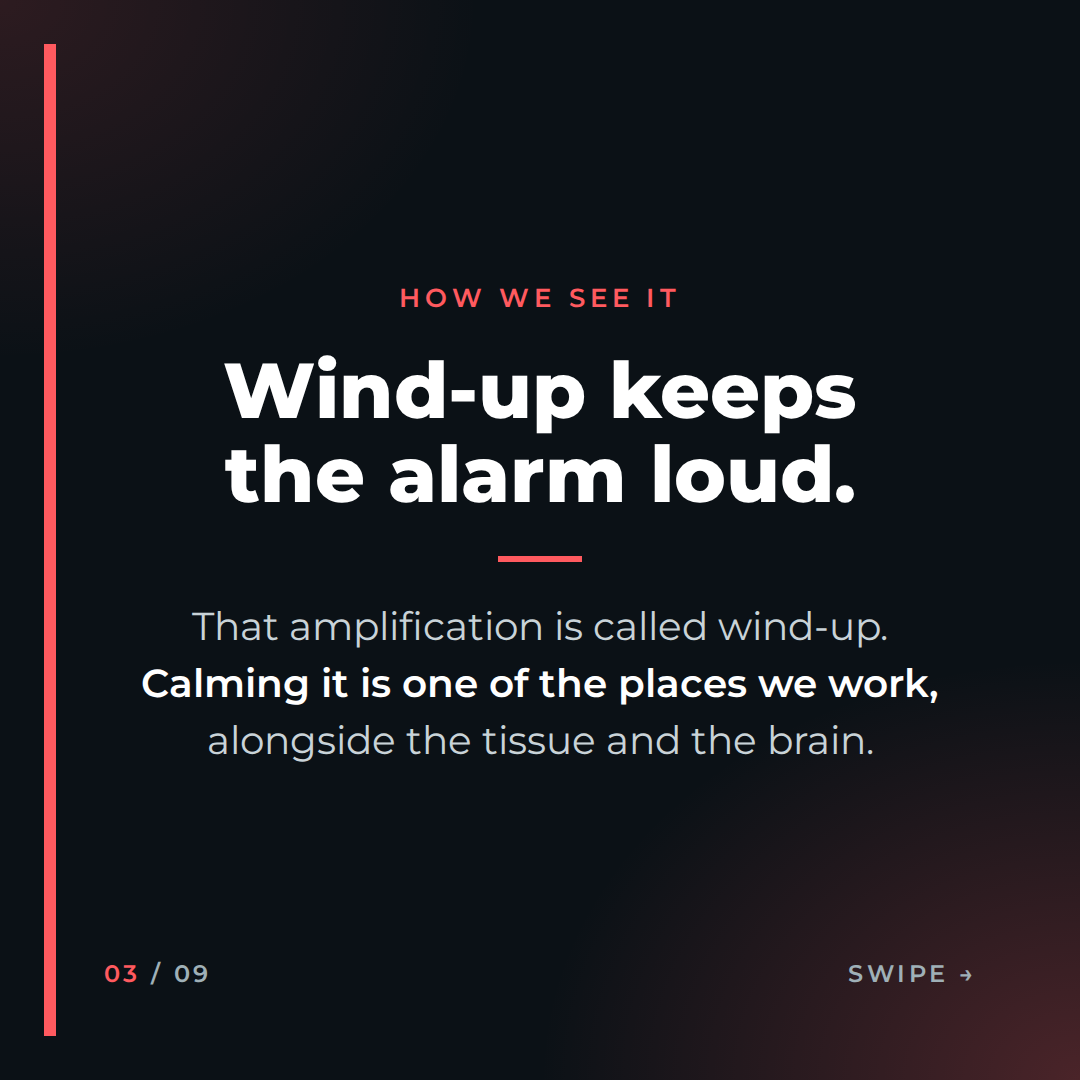 HOW WE SEE IT
Wind-up keeps
the alarm loud.
That amplification is called wind-up.
Calming it is one of the places we work,
alongside the tissue and the brain.
03 / 09
SWIPE →